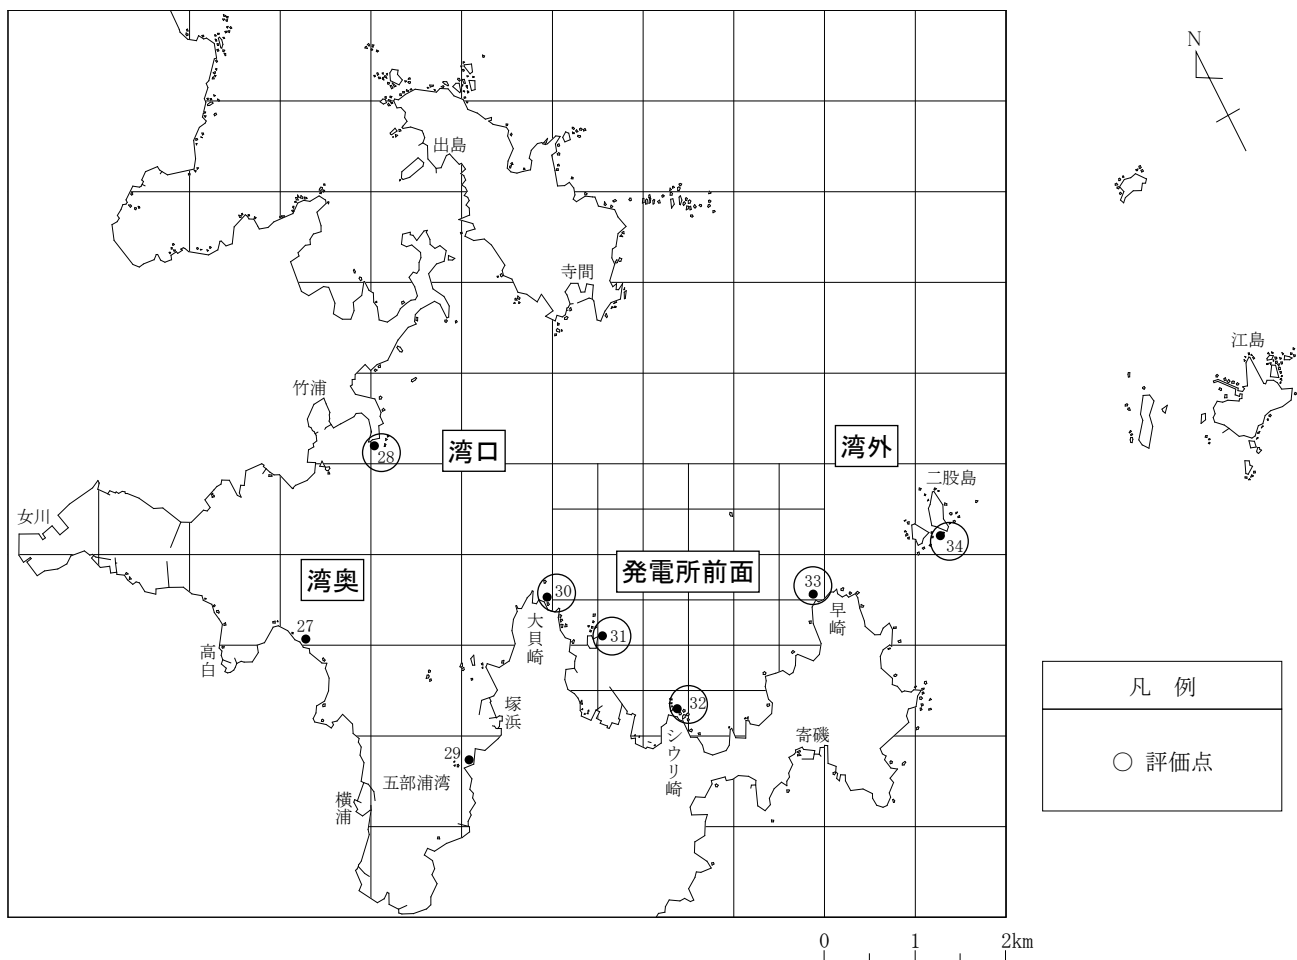 N
出島
寺間
江島
竹浦
湾口
湾外
28
二股島
女川
34
湾奥
発電所前面
30
33
27
大貝崎
31
早崎
高白
塚浜
32
凡 例
シウリ崎
寄磯
29
○ 評価点
五部浦湾
横浦
0 1 2km